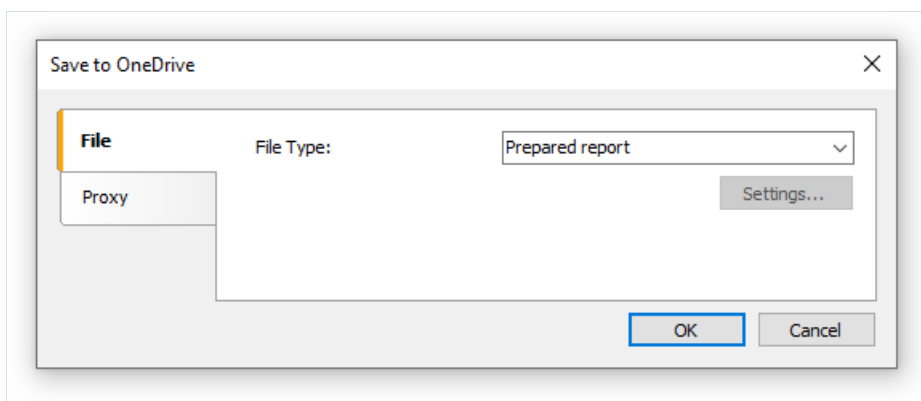 Save to OneDrive
File
File Type:
Prepared report
Proxy
Settings...
OK
Cancel